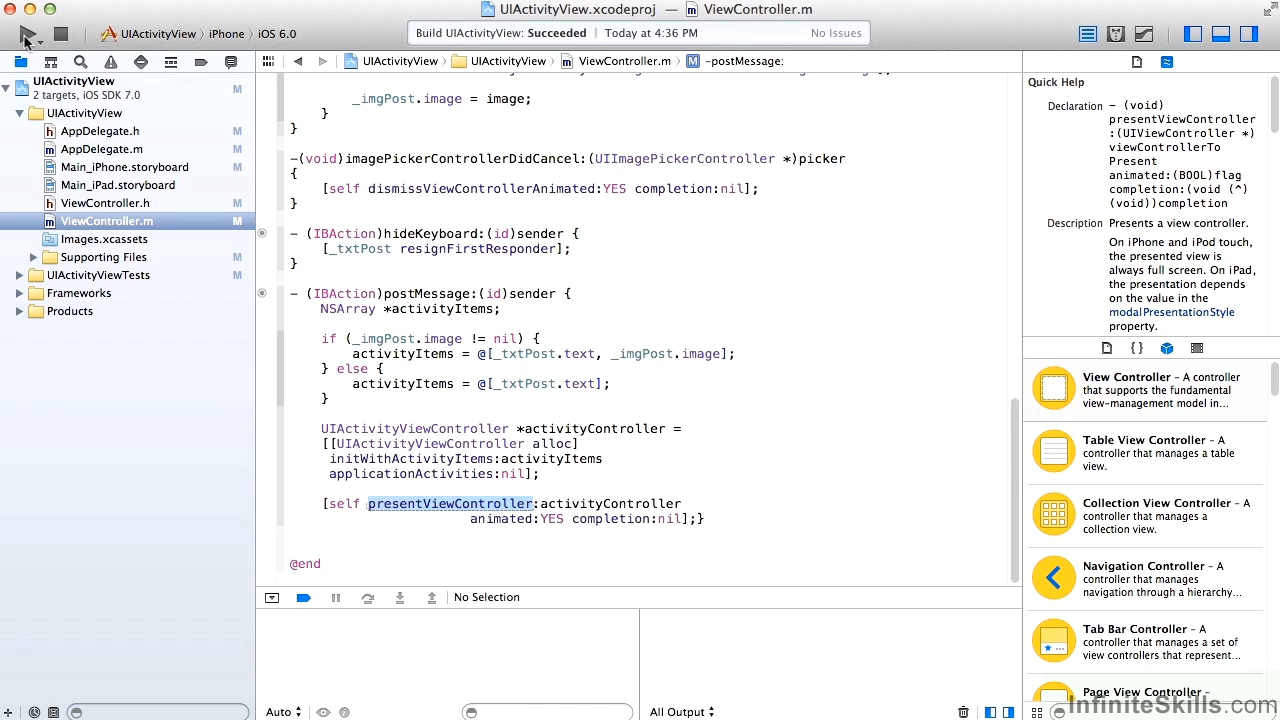 UIActivityView.xcodeproj — ViewController.m
UIActivityView iPhone iOS 6.0
Build UIActivityView: Succeeded | Today at 4:36 PM No Issues
UIActivityView UIActivityView ViewController.m M -postMessage:
UIActivityView M
2 targets, iOS SDK 7.0
UIActivityView
h AppDelegate.h M
m AppDelegate.m M
Main_iPhone.storyboard M
Main_iPad.storyboard
h ViewController.h M
m ViewController.m M
Images.xcassets
Supporting Files M
UIActivityViewTests M
Frameworks
Products
_imgPost.image = image;
}
}
-(void)imagePickerControllerDidCancel:(UIImagePickerController *)picker
{
[self dismissViewControllerAnimated:YES completion:nil];
}
- (IBAction)hideKeyboard:(id)sender {
[_txtPost resignFirstResponder];
}
- (IBAction)postMessage:(id)sender {
NSArray *activityItems;
if (_imgPost.image != nil) {
activityItems = @[_txtPost.text, _imgPost.image];
} else {
activityItems = @[_txtPost.text];
}
UIActivityViewController *activityController =
[[UIActivityViewController alloc]
initWithActivityItems:activityItems
applicationActivities:nil];
[self presentViewController:activityController
animated:YES completion:nil];}
@end
No Selection
Auto
All Output
Quick Help
Declaration - (void)
presentViewController
:(UIViewController *)
viewControllerTo
Present
animated:(BOOL)flag
completion:(void (^)
(void))completion
Description Presents a view controller.
On iPhone and iPod touch,
the presented view is
always full screen. On iPad,
the presentation depends
on the value in the
modalPresentationStyle
property.
{ }
View Controller - A controller
that supports the fundamental
view-management model in...
Table View Controller - A
controller that manages a table
view.
Collection View Controller - A
controller that manages a
collection view.
Navigation Controller - A
controller that manages
navigation through a hierarchy...
Tab Bar Controller - A
controller that manages a set of
view controllers that represent...
Page View Controller -
InfiniteSkills.com